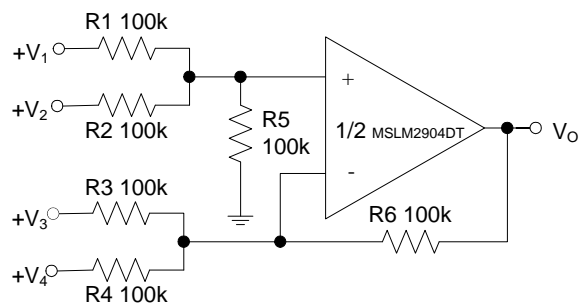 R1 100k
+V1
+V2
R2 100k
R5
100k
+
1/2 MSLM2904DT
-
VO
R3 100k
+V3
+V4
R4 100k
R6 100k